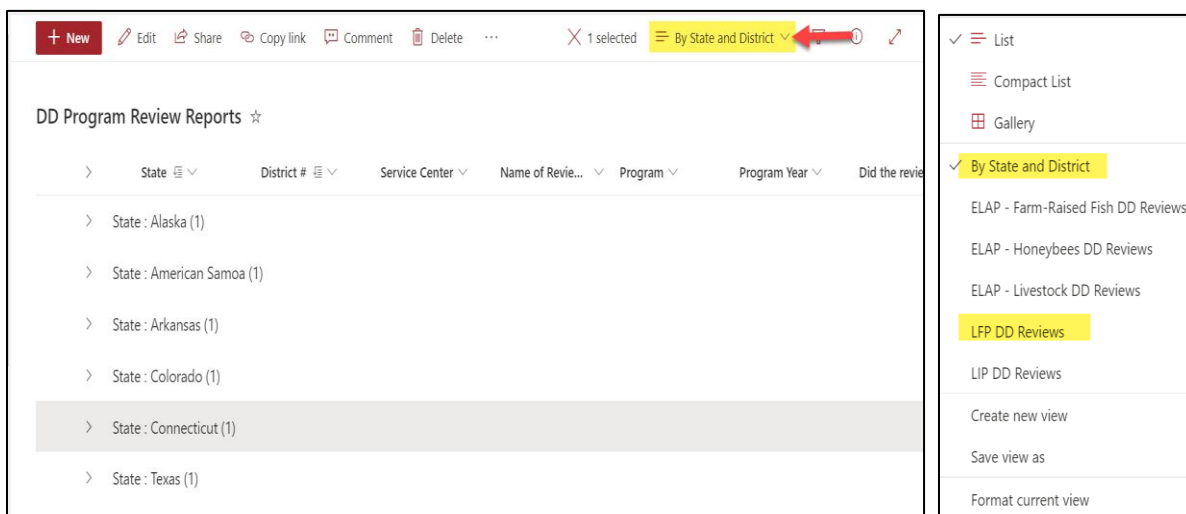 + New Edit Share Copy link Comment Delete ··· 1 selected By State and District
DD Program Review Reports
State District # Service Center Name of Revie... Program Program Year Did the revie
State : Alaska (1)
State : American Samoa (1)
State : Arkansas (1)
State : Colorado (1)
State : Connecticut (1)
State : Texas (1)
List
Compact List
Gallery
By State and District
ELAP - Farm-Raised Fish DD Reviews
ELAP - Honeybees DD Reviews
ELAP - Livestock DD Reviews
LFP DD Reviews
LIP DD Reviews
Create new view
Save view as
Format current view